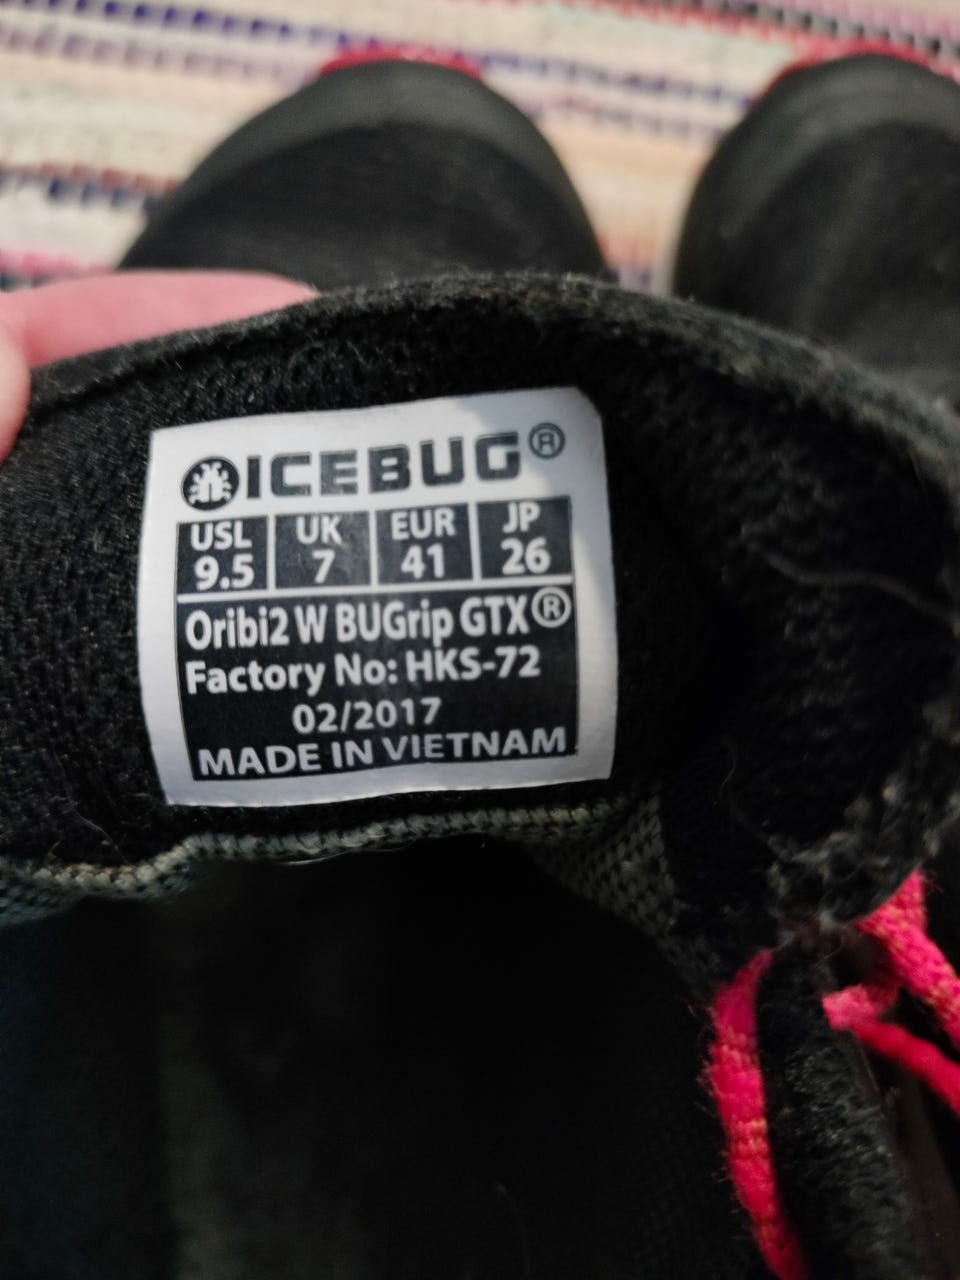 ICEBUG®
USL UK EUR JP
9.5 7 41 26
Oribi2 W BUGrip GTX®
Factory No: HKS-72
02/2017
MADE IN VIETNAM